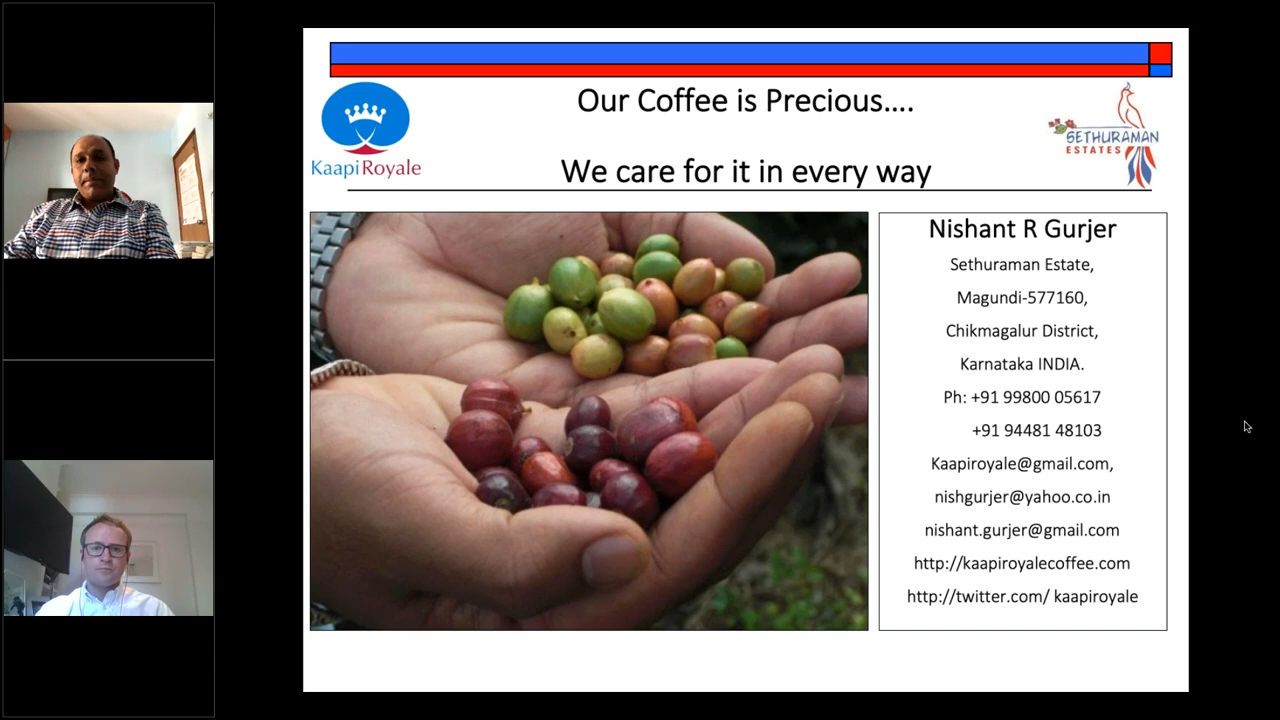 Our Coffee is Precious....
We care for it in every way
KaapiRoyale
SETHURAMAN
ESTATES
Nishant R Gurjer
Sethuraman Estate,
Magundi-577160,
Chikmagalur District,
Karnataka INDIA.
Ph: +91 99800 05617
+91 94481 48103
Kaapiroyale@gmail.com,
nishgurjer@yahoo.co.in
nishant.gurjer@gmail.com
http://kaapiroyalecoffee.com
http://twitter.com/ kaapiroyale